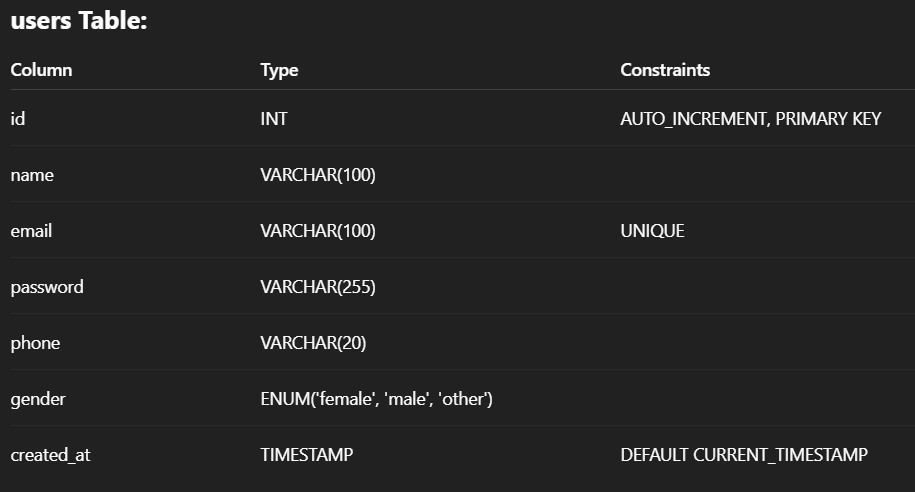 users Table:
Column Type Constraints
id INT AUTO_INCREMENT, PRIMARY KEY
name VARCHAR(100)
email VARCHAR(100) UNIQUE
password VARCHAR(255)
phone VARCHAR(20)
gender ENUM('female', 'male', 'other')
created_at TIMESTAMP DEFAULT CURRENT_TIMESTAMP